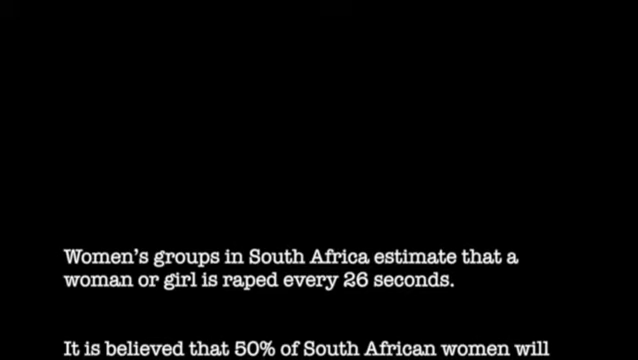 Women's groups in South Africa estimate that a
woman or girl is raped every 26 seconds.
It is believed that 50% of South African women will